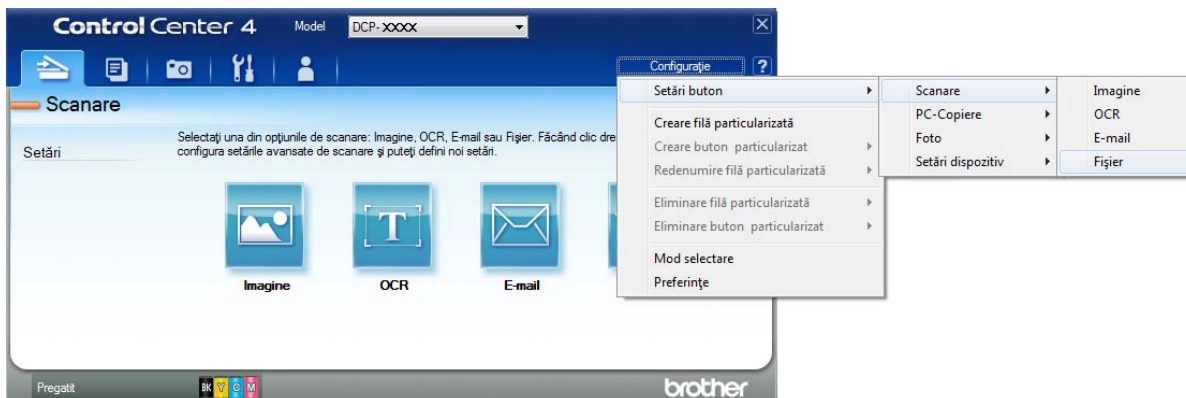 Control Center 4
Model
DCP-XXXX
Configurație
?
Scanare
Setări
Selectați una din opțiunile de scanare: Imagine, OCR, E-mail sau Fișier. Făcând clic dre
configura setările avansate de scanare și puteți defini noi setări.
Imagine
OCR
E-mail
Setări buton
Creare filă particularizată
Creare buton particularizat
Redenumire filă particularizată
Eliminare filă particularizată
Eliminare buton particularizat
Mod selectare
Preferințe
Scanare
PC-Copiere
Foto
Setări dispozitiv
Imagine
OCR
E-mail
Fișier
Pregatit
BK Y C M
brother